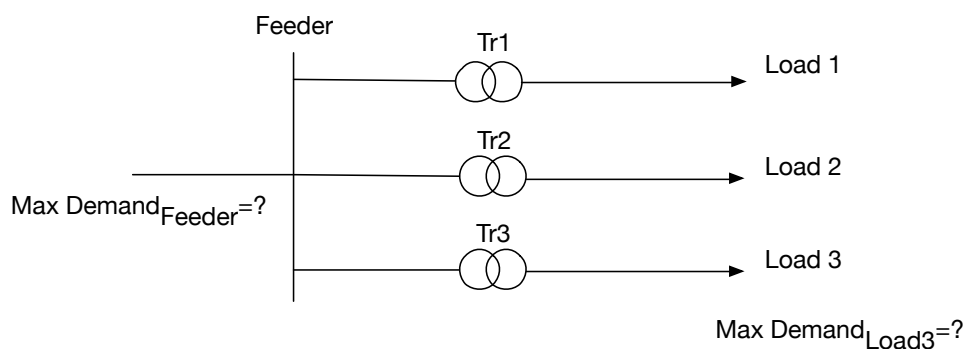 Feeder
Tr1
Load 1
Tr2
Load 2
Max Demand_Feeder=?
Tr3
Load 3
Max Demand_Load3=?